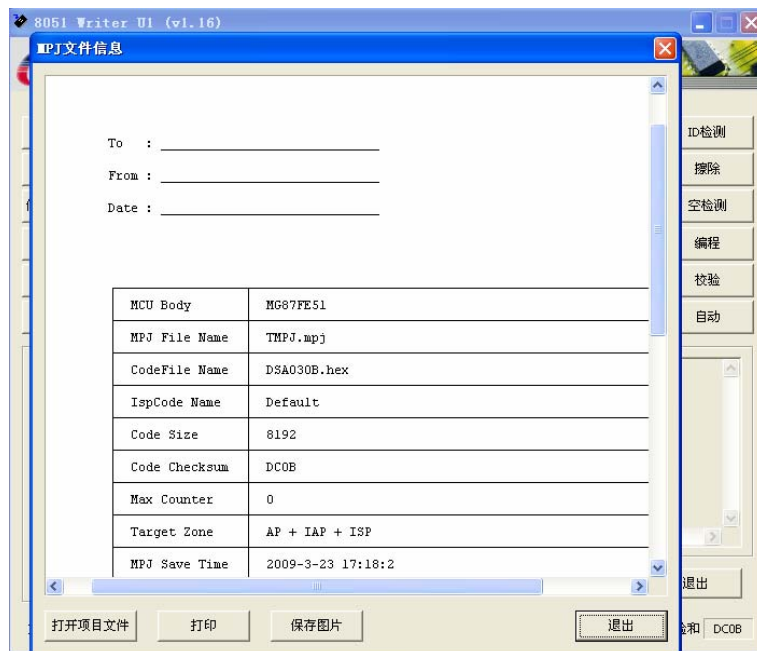 8051 Writer U1 (v1.16)
MPJ文件信息
To :
From :
Date :
MCU Body MG87FE51
MPJ File Name TMPJ.mpj
CodeFile Name DSA030B.hex
IspCode Name Default
Code Size 8192
Code Checksum DC0B
Max Counter 0
Target Zone AP + IAP + ISP
MPJ Save Time 2009-3-23 17:18:2
打开项目文件 打印 保存图片 退出
ID检测
擦除
空检测
编程
校验
自动
退出
和 DC0B